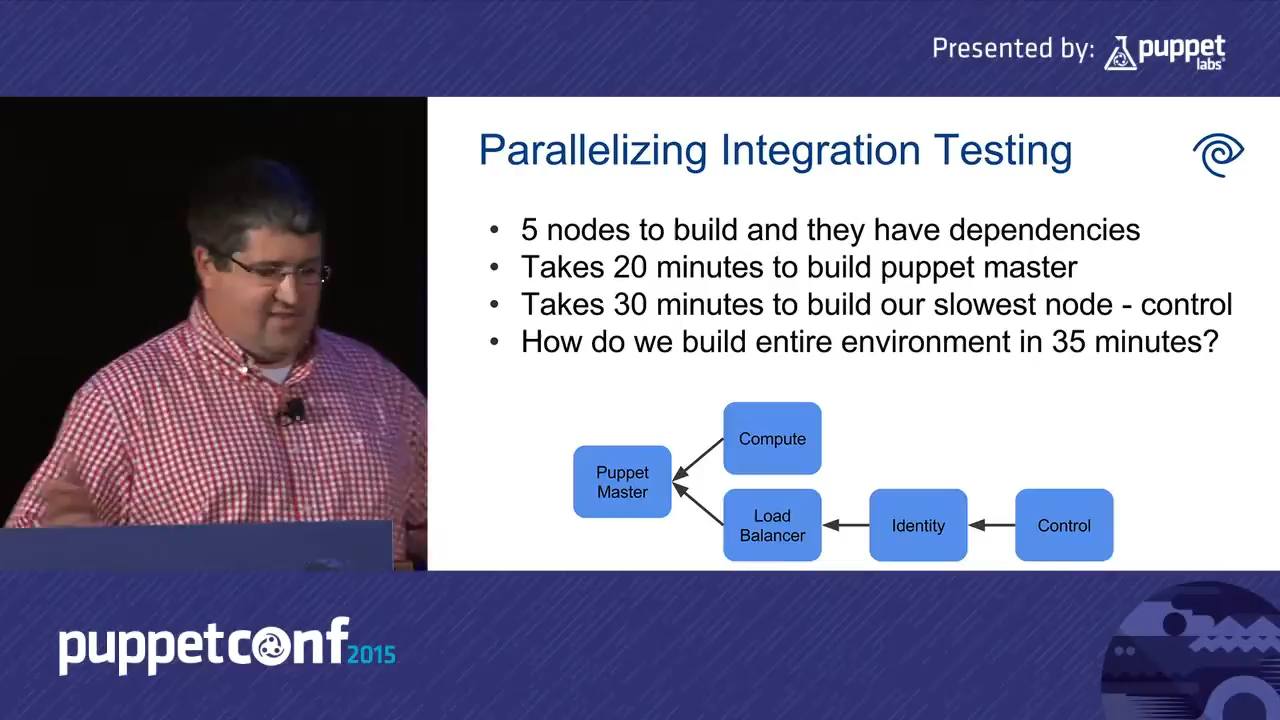 Presented by: puppet labs
Parallelizing Integration Testing
• 5 nodes to build and they have dependencies
• Takes 20 minutes to build puppet master
• Takes 30 minutes to build our slowest node - control
• How do we build entire environment in 35 minutes?
Compute
Puppet
Master
Load
Balancer
Identity
Control
puppetconf 2015